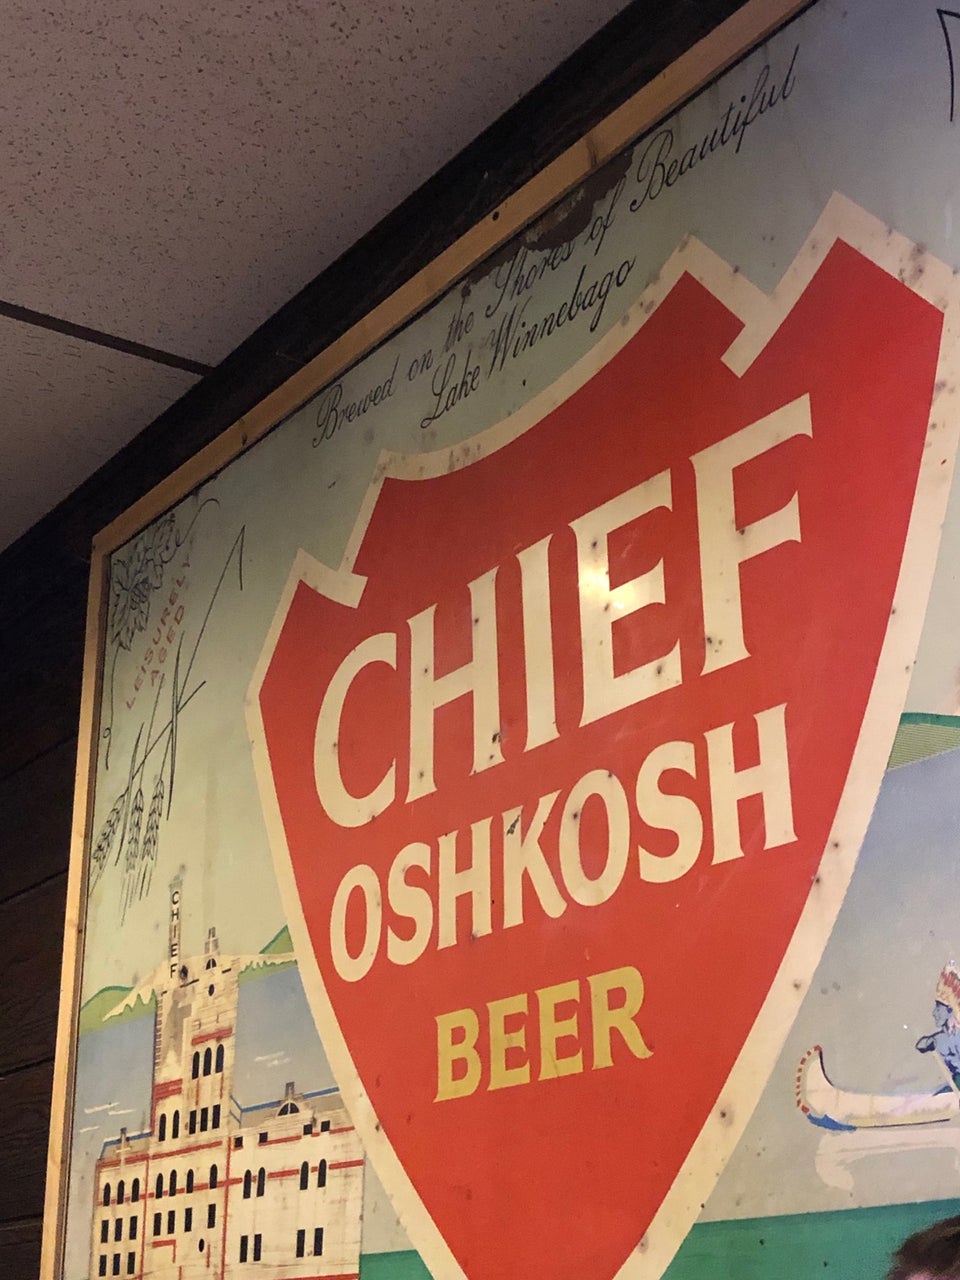 Brewed on the Shores of Beautiful
Lake Winnebago
LEISURELY
AGED
CHIEF
OSHKOSH
BEER
CHIEF